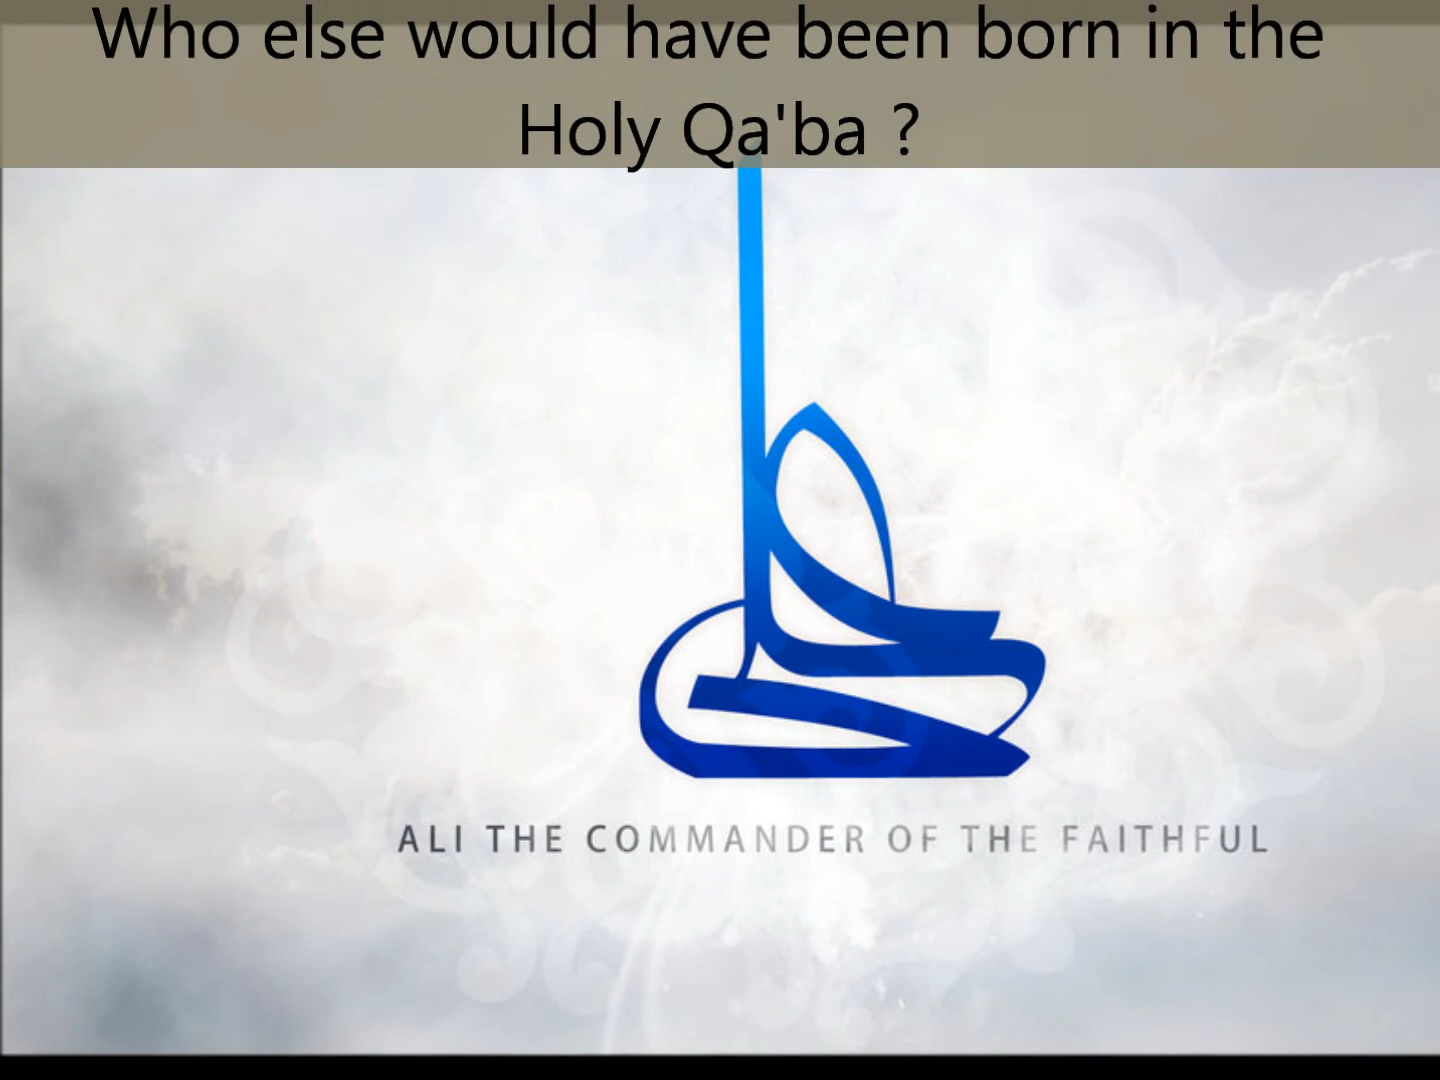 Who else would have been born in the
Holy Qa'ba ?
علي
ALI THE COMMANDER OF THE FAITHFUL